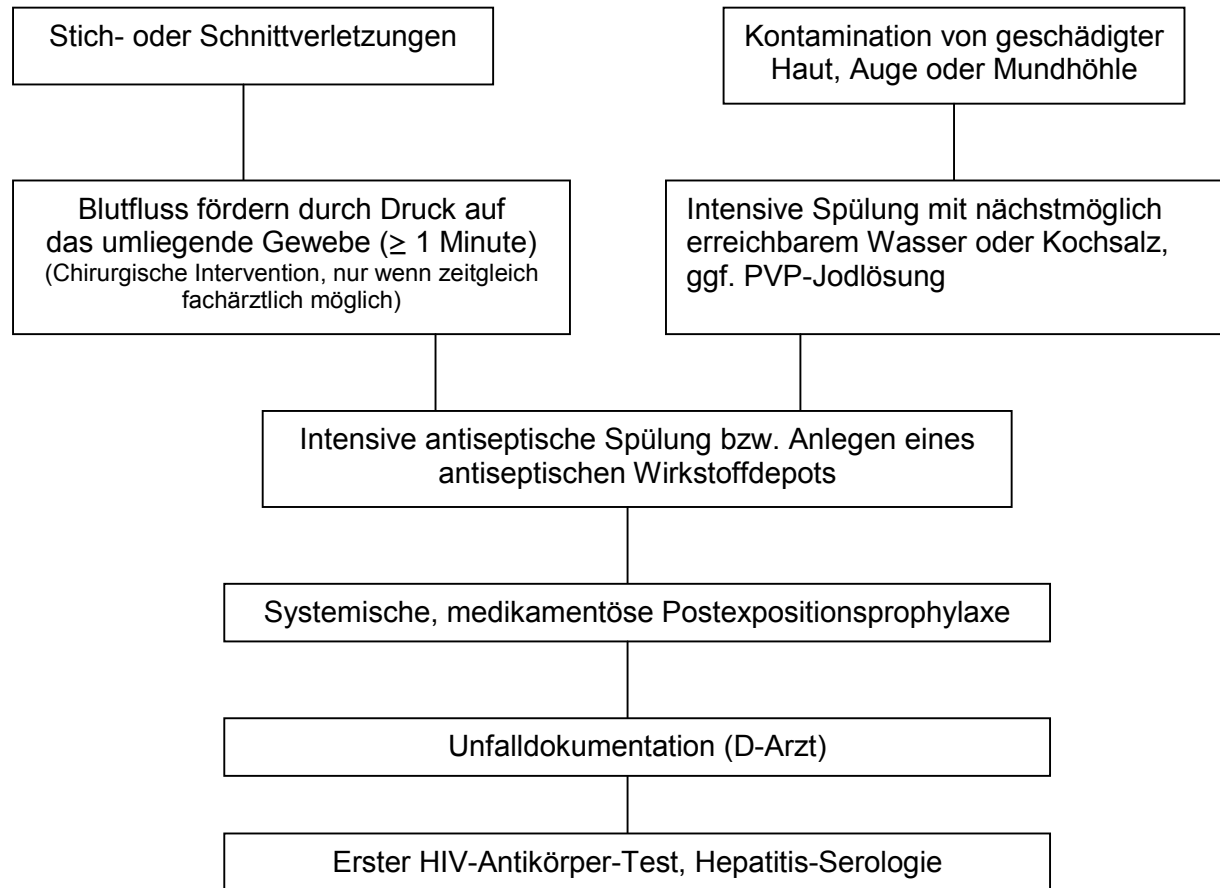 Stich- oder Schnittverletzungen
Kontamination von geschädigter
Haut, Auge oder Mundhöhle
Blutfluss fördern durch Druck auf
das umliegende Gewebe (≥ 1 Minute)
(Chirurgische Intervention, nur wenn zeitgleich
fachärztlich möglich)
Intensive Spülung mit nächstmöglich
erreichbarem Wasser oder Kochsalz,
ggf. PVP-Jodlösung
Intensive antiseptische Spülung bzw. Anlegen eines
antiseptischen Wirkstoffdepots
Systemische, medikamentöse Postexpositionsprophylaxe
Unfalldokumentation (D-Arzt)
Erster HIV-Antikörper-Test, Hepatitis-Serologie